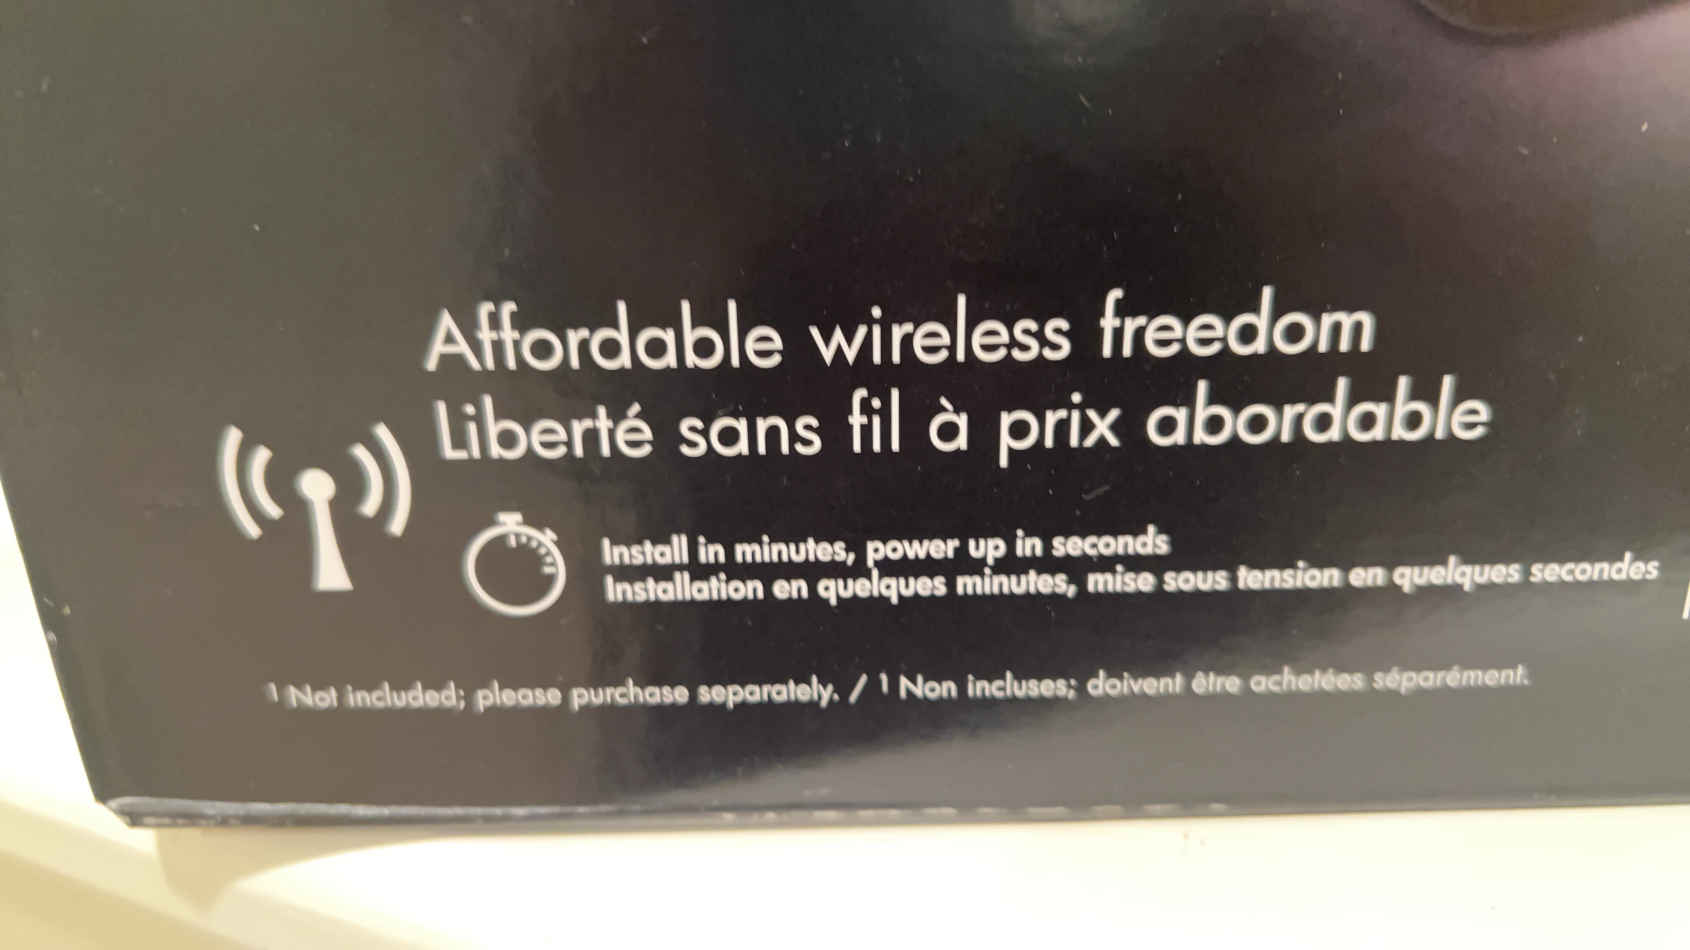 Affordable wireless freedom
Liberté sans fil à prix abordable
Install in minutes, power up in seconds
Installation en quelques minutes, mise sous tension en quelques secondes
¹ Not included; please purchase separately. / ¹ Non incluses; doivent être achetées séparément.